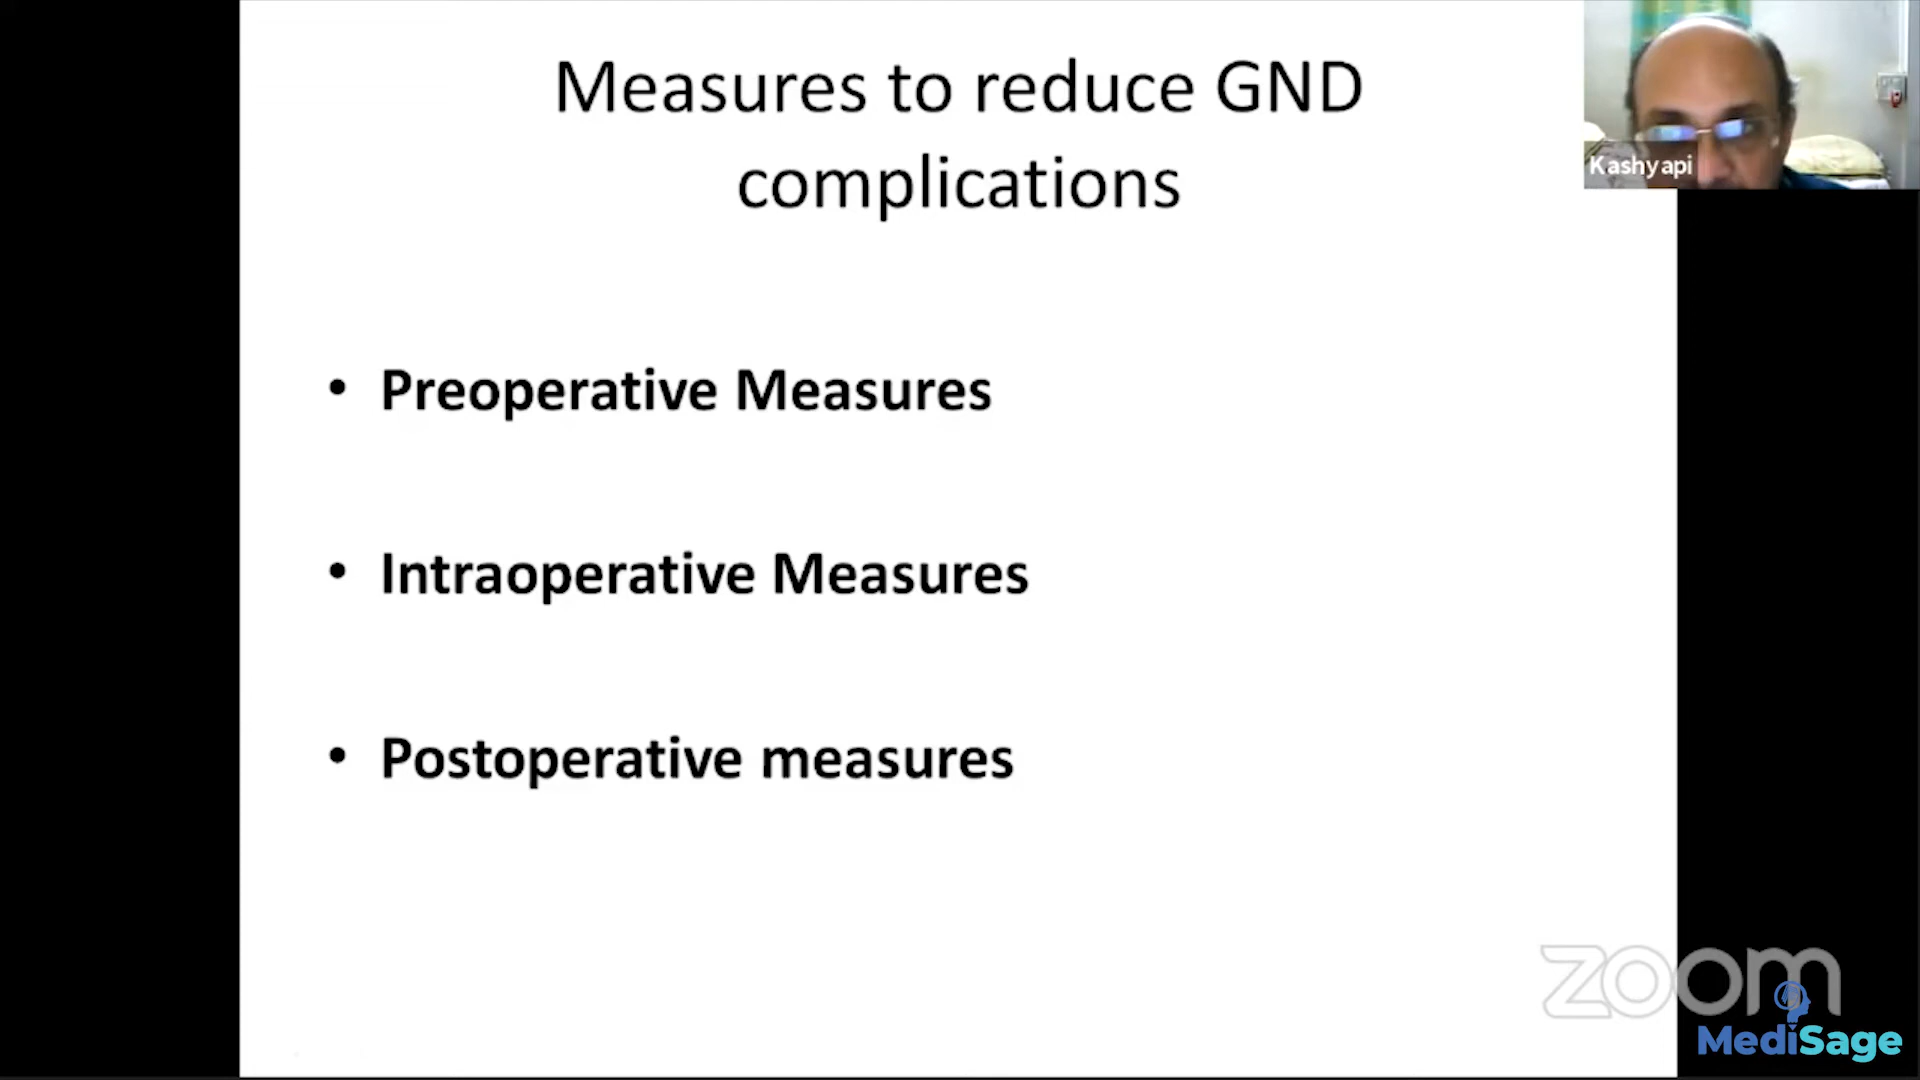 Measures to reduce GND
complications
Kashyapi
• Preoperative Measures
• Intraoperative Measures
• Postoperative measures
zoom
MediSage